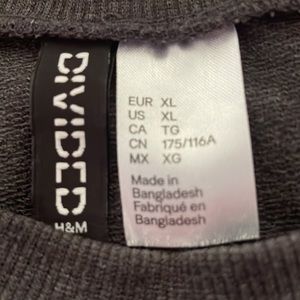 DIVIDED
H&M
EUR XL
US XL
CA TG
CN 175/116A
MX XG
Made in
Bangladesh
Fabriqué en
Bangladesh